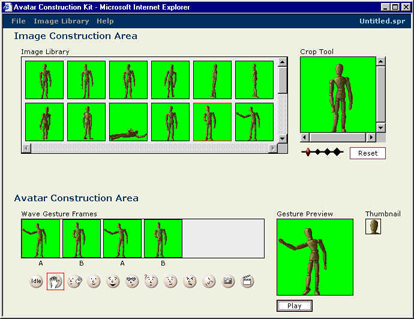 Avatar Construction Kit - Microsoft Internet Explorer
File Image Library Help Untitled.spr
Image Construction Area
Image Library Crop Tool
Reset
Avatar Construction Area
Wave Gesture Frames Gesture Preview Thumbnail
A B A B
Idle
Play